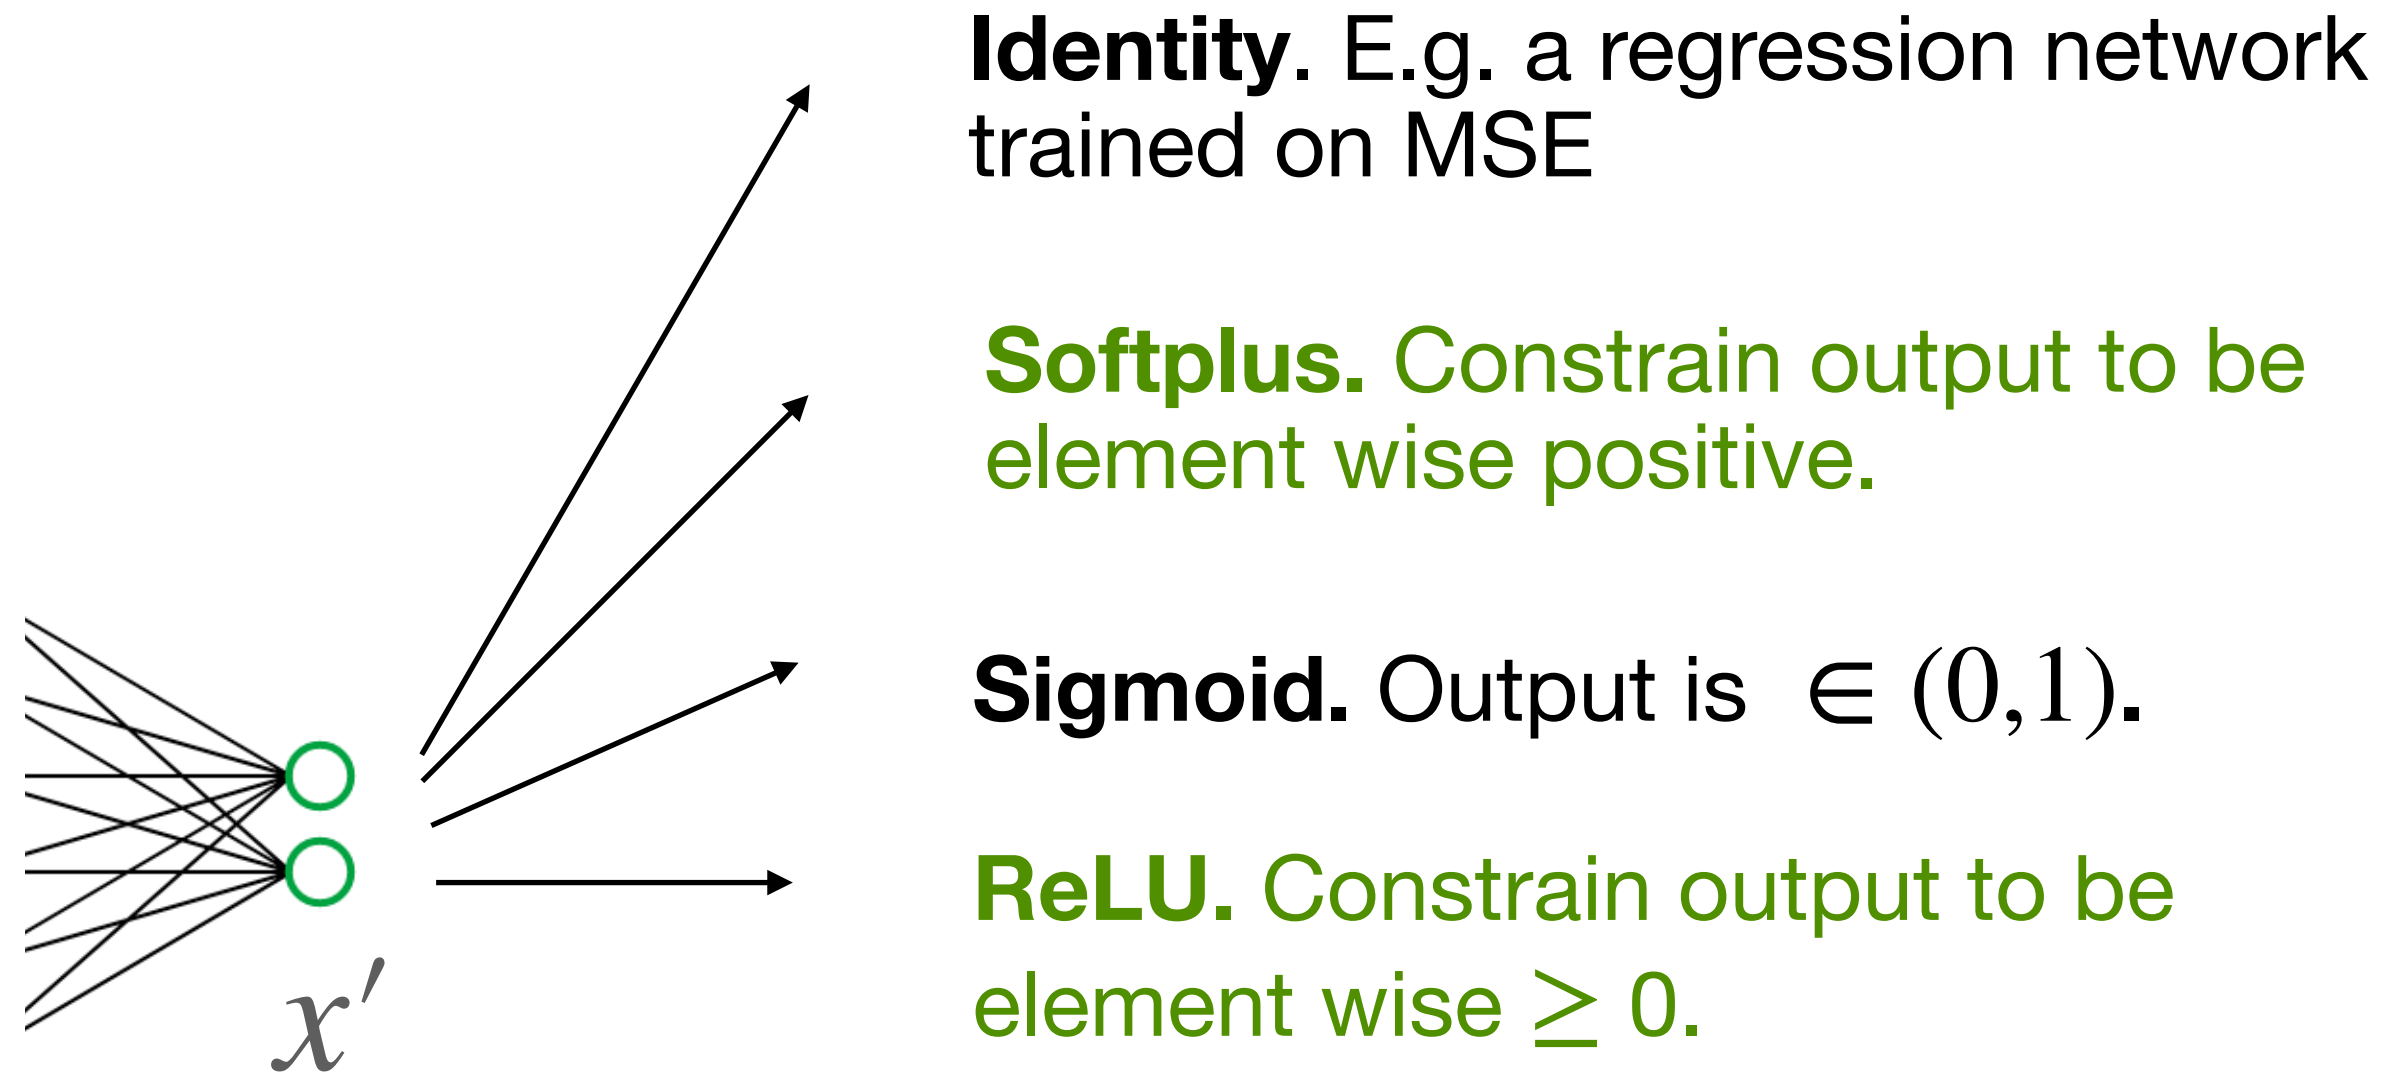 Identity. E.g. a regression network
trained on MSE
Softplus. Constrain output to be
element wise positive.
Sigmoid. Output is ∈ (0,1).
ReLU. Constrain output to be
element wise ≥ 0.
x′